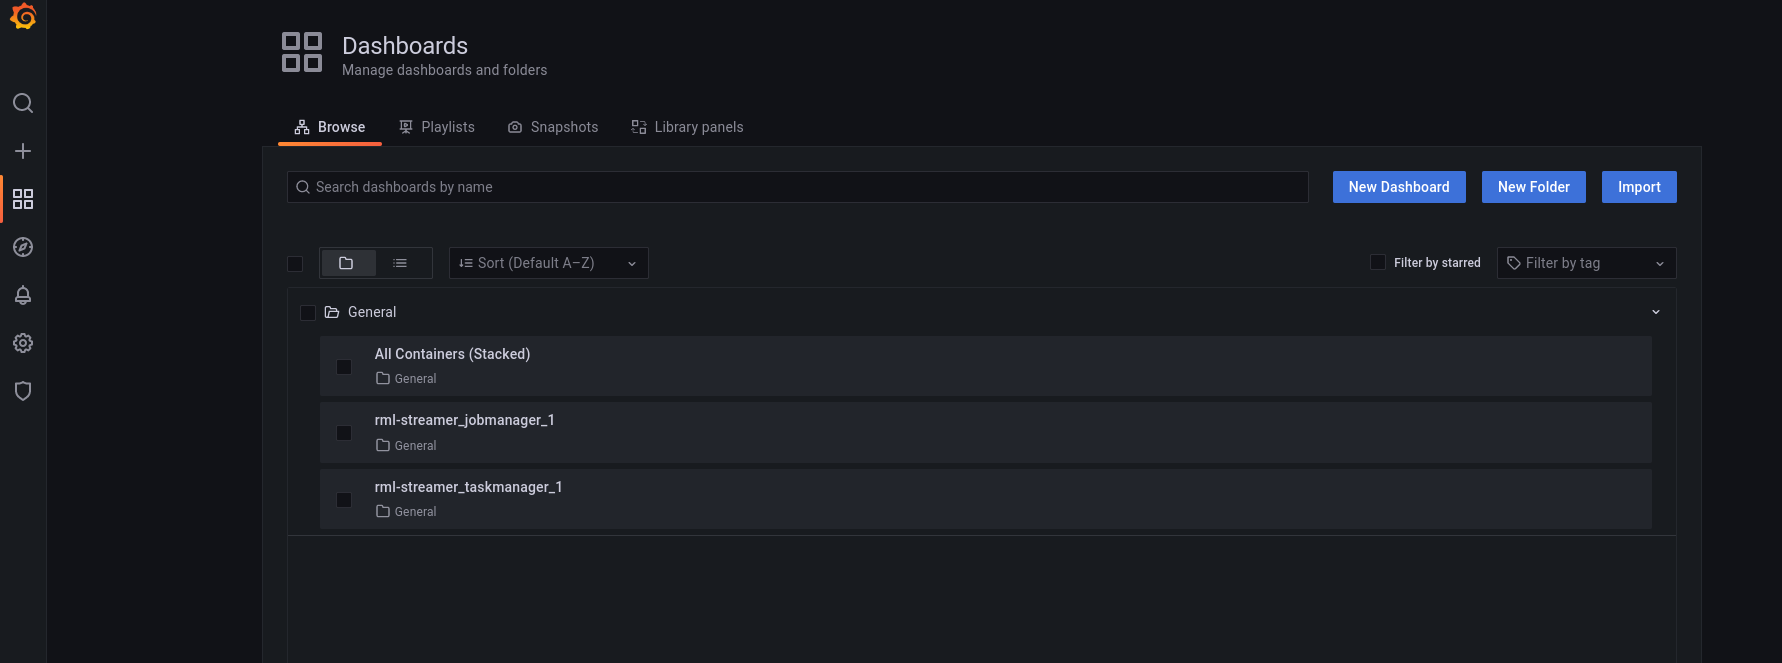 Dashboards
Manage dashboards and folders
Browse Playlists Snapshots Library panels
Search dashboards by name New Dashboard New Folder Import
Sort (Default A–Z) Filter by starred Filter by tag
General
All Containers (Stacked)
General
rml-streamer_jobmanager_1
General
rml-streamer_taskmanager_1
General